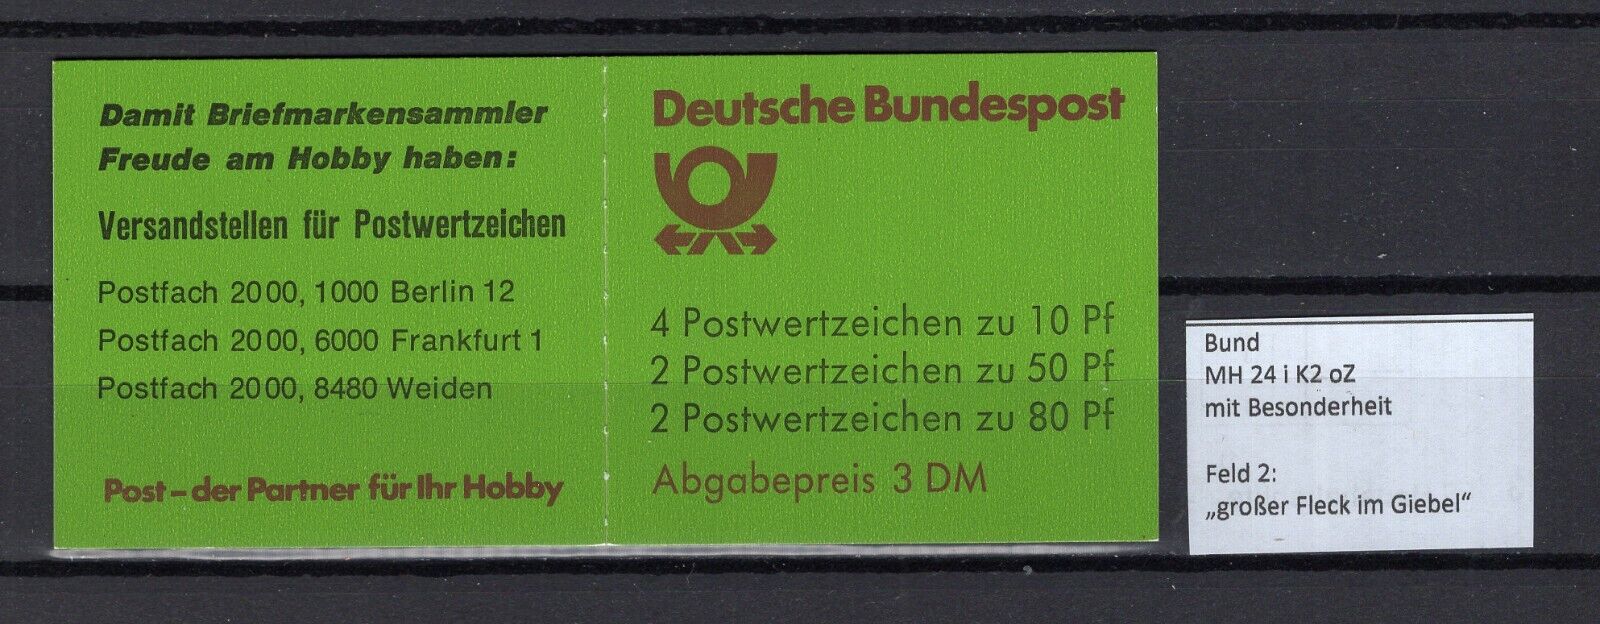 Damit Briefmarkensammler
Freude am Hobby haben:
Versandstellen für Postwertzeichen
Postfach 2000, 1000 Berlin 12
Postfach 2000, 6000 Frankfurt 1
Postfach 2000, 8480 Weiden
Post – der Partner für Ihr Hobby
Deutsche Bundespost
4 Postwertzeichen zu 10 Pf
2 Postwertzeichen zu 50 Pf
2 Postwertzeichen zu 80 Pf
Abgabepreis 3 DM
Bund
MH 24 i K2 oZ
mit Besonderheit
Feld 2:
„großer Fleck im Giebel“